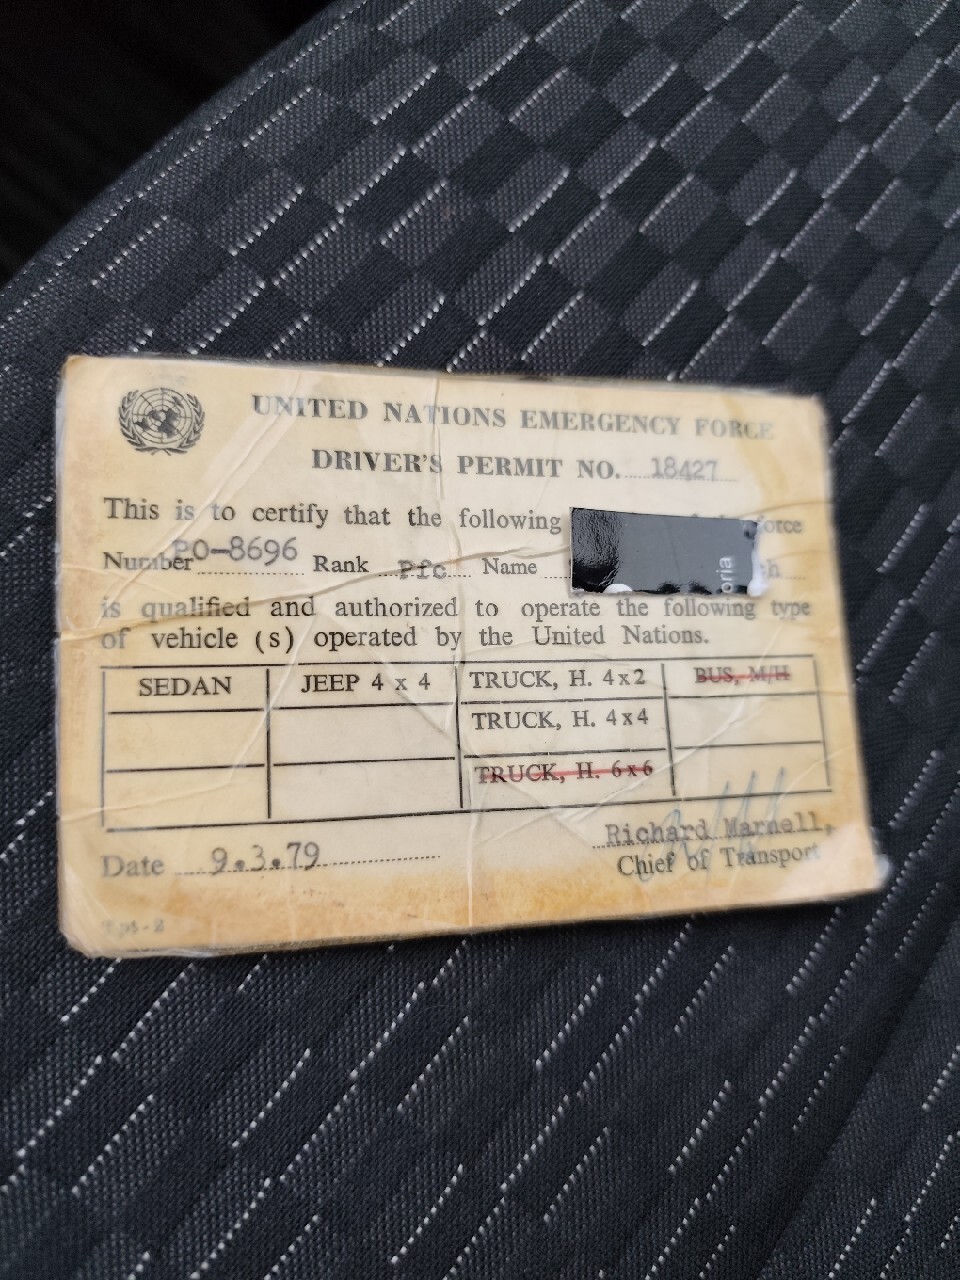 UNITED NATIONS EMERGENCY FORCE
DRIVER'S PERMIT NO. 18427
This is to certify that the following
Number PO-8696 Rank Pfc Name
oria
is qualified and authorized to operate the following type
of vehicle (s) operated by the United Nations.
SEDAN JEEP 4 x 4 TRUCK, H. 4x2 BUS, M/H
TRUCK, H. 4x4
TRUCK, H. 6x6
Richard Marnell,
Date 9.3.79 Chief of Transport